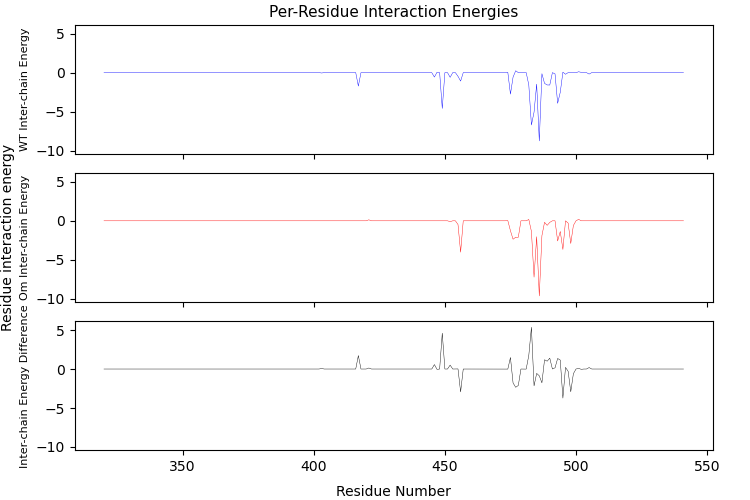 Per-Residue Interaction Energies
Residue interaction energy
WT Inter-chain Energy
5
0
−5
−10
Om Inter-chain Energy
5
0
−5
−10
Inter-chain Energy Difference
5
0
−5
−10
350
400
450
500
550
Residue Number